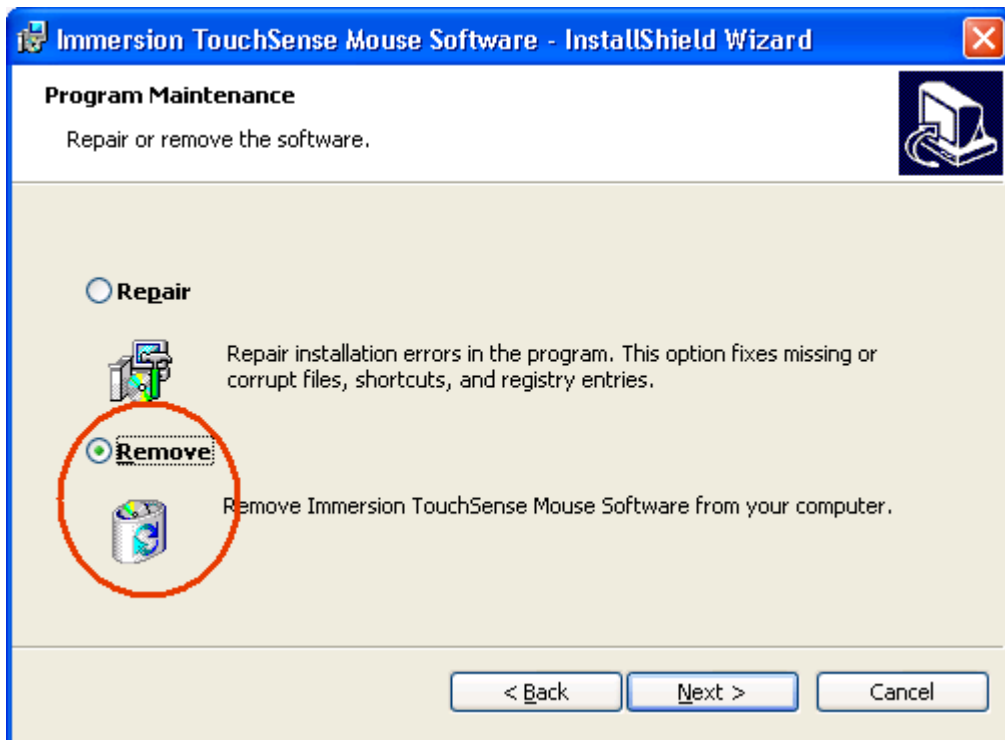 Immersion TouchSense Mouse Software - InstallShield Wizard
Program Maintenance
Repair or remove the software.
Repair
Repair installation errors in the program. This option fixes missing or
corrupt files, shortcuts, and registry entries.
Remove
Remove Immersion TouchSense Mouse Software from your computer.
< Back
Next >
Cancel